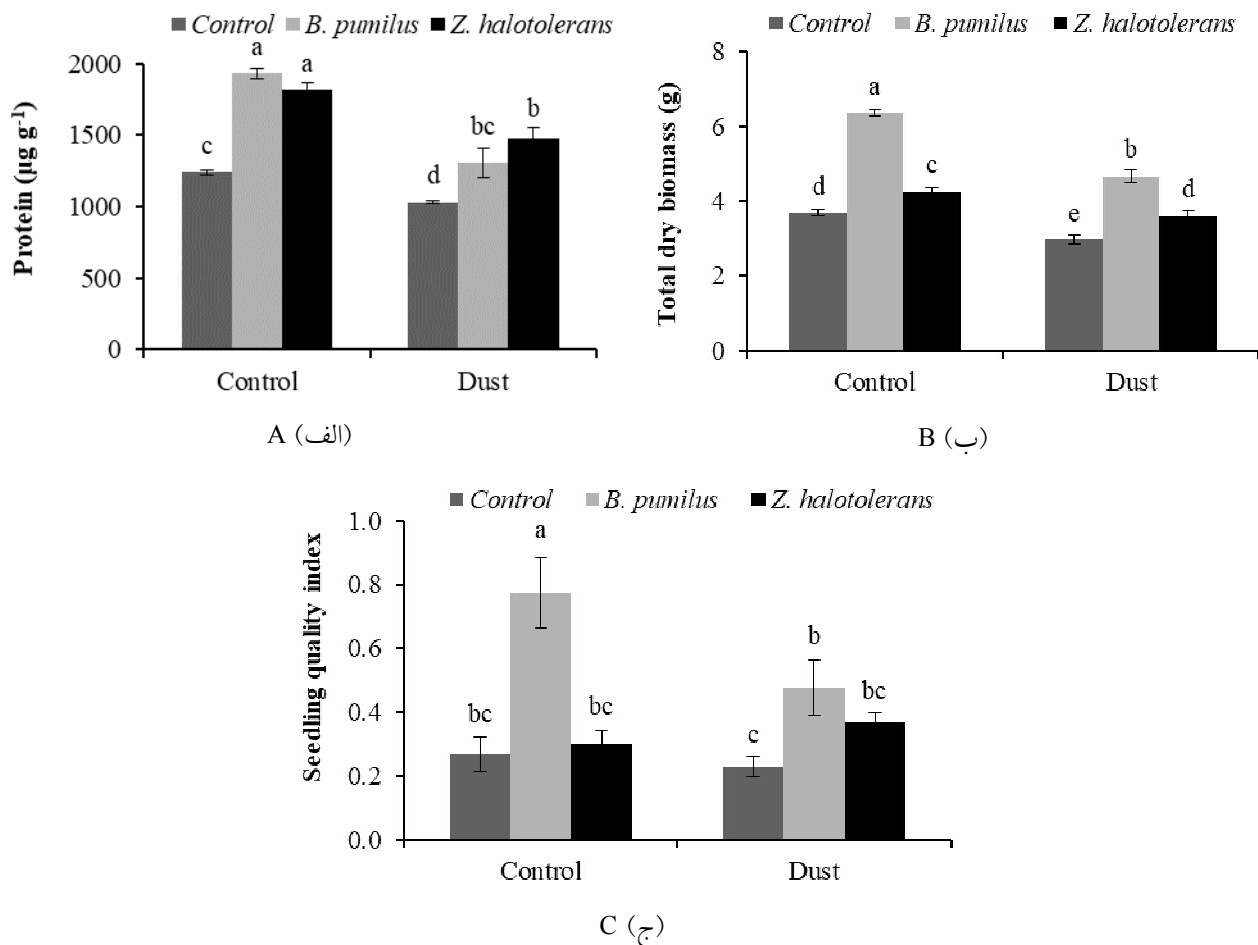 Control B. pumilus Z. halotolerans
Protein (µg g-1)
2000
1500
1000
500
0
c
a
a
d
bc
b
Control
Dust
A (الف)
Control B. pumilus Z. halotolerans
Total dry biomass (g)
8
6
4
2
0
d
a
c
e
b
d
Control
Dust
B (ب)
Control B. pumilus Z. halotolerans
Seedling quality index
1.0
0.8
0.6
0.4
0.2
0.0
bc
a
bc
c
b
bc
Control
Dust
C (ج)